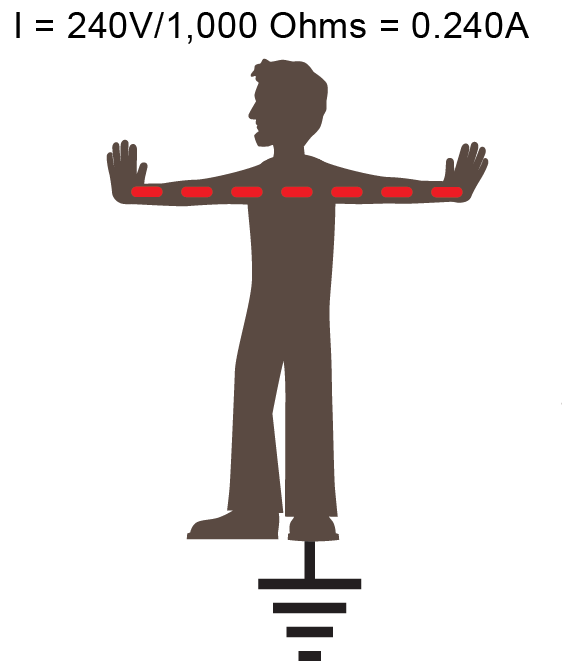 I = 240V/1,000 Ohms = 0.240A